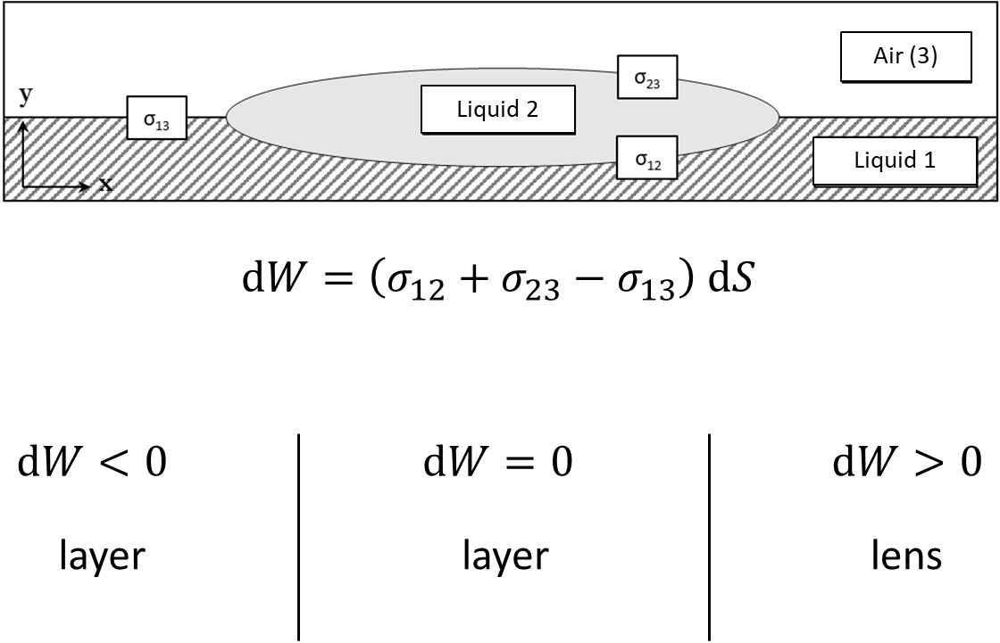 Air (3)
y
σ₂₃
σ₁₃
Liquid 2
Liquid 1
σ₁₂
x
d𝑊 = (𝜎₁₂ + 𝜎₂₃ − 𝜎₁₃) d𝑆
d𝑊 < 0
d𝑊 = 0
d𝑊 > 0
layer
layer
lens